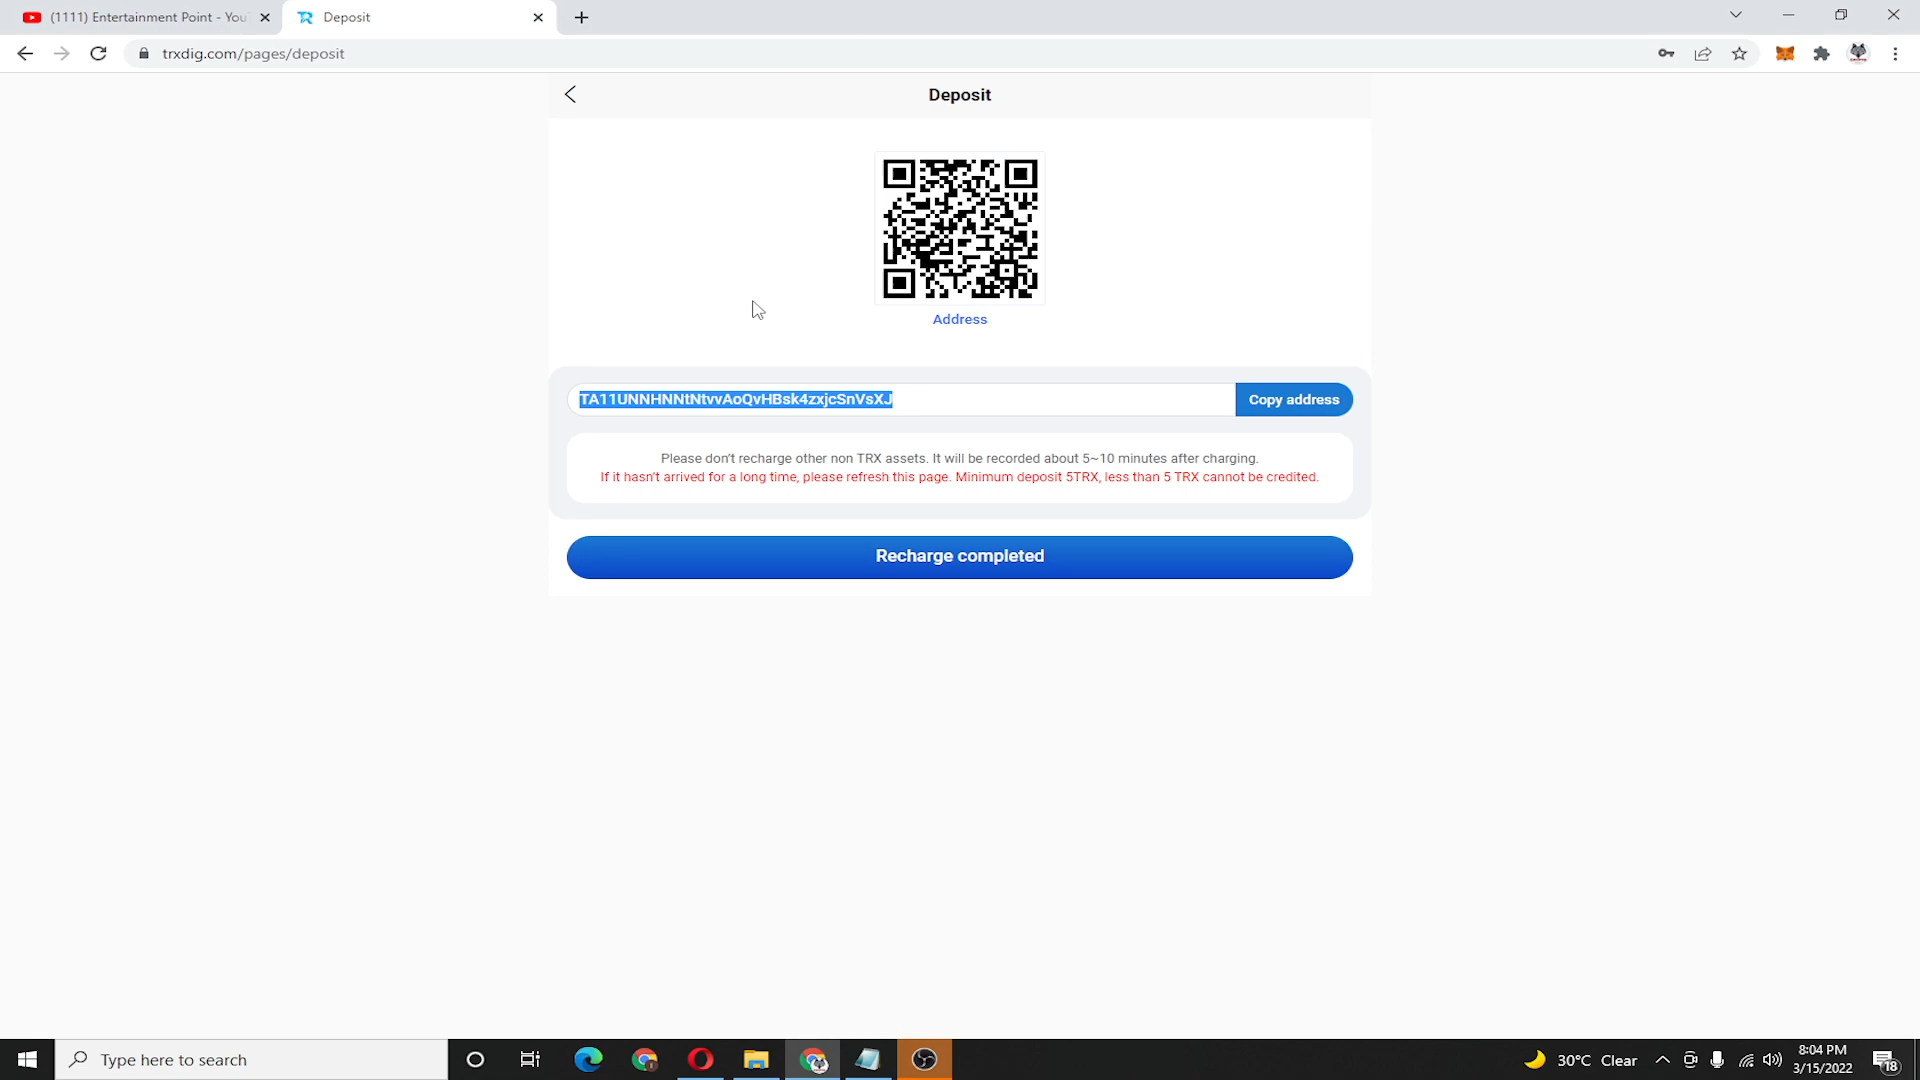 (1111) Entertainment Point - You
Deposit
trxdig.com/pages/deposit
Deposit
Address
TA11UNNHNNtNtvvAoQvHBsk4zxjcSnVsXJ
Copy address
Please don't recharge other non TRX assets. It will be recorded about 5~10 minutes after charging.
If it hasn't arrived for a long time, please refresh this page. Minimum deposit 5TRX, less than 5 TRX cannot be credited.
Recharge completed
Type here to search
30°C Clear
8:04 PM
3/15/2022
18